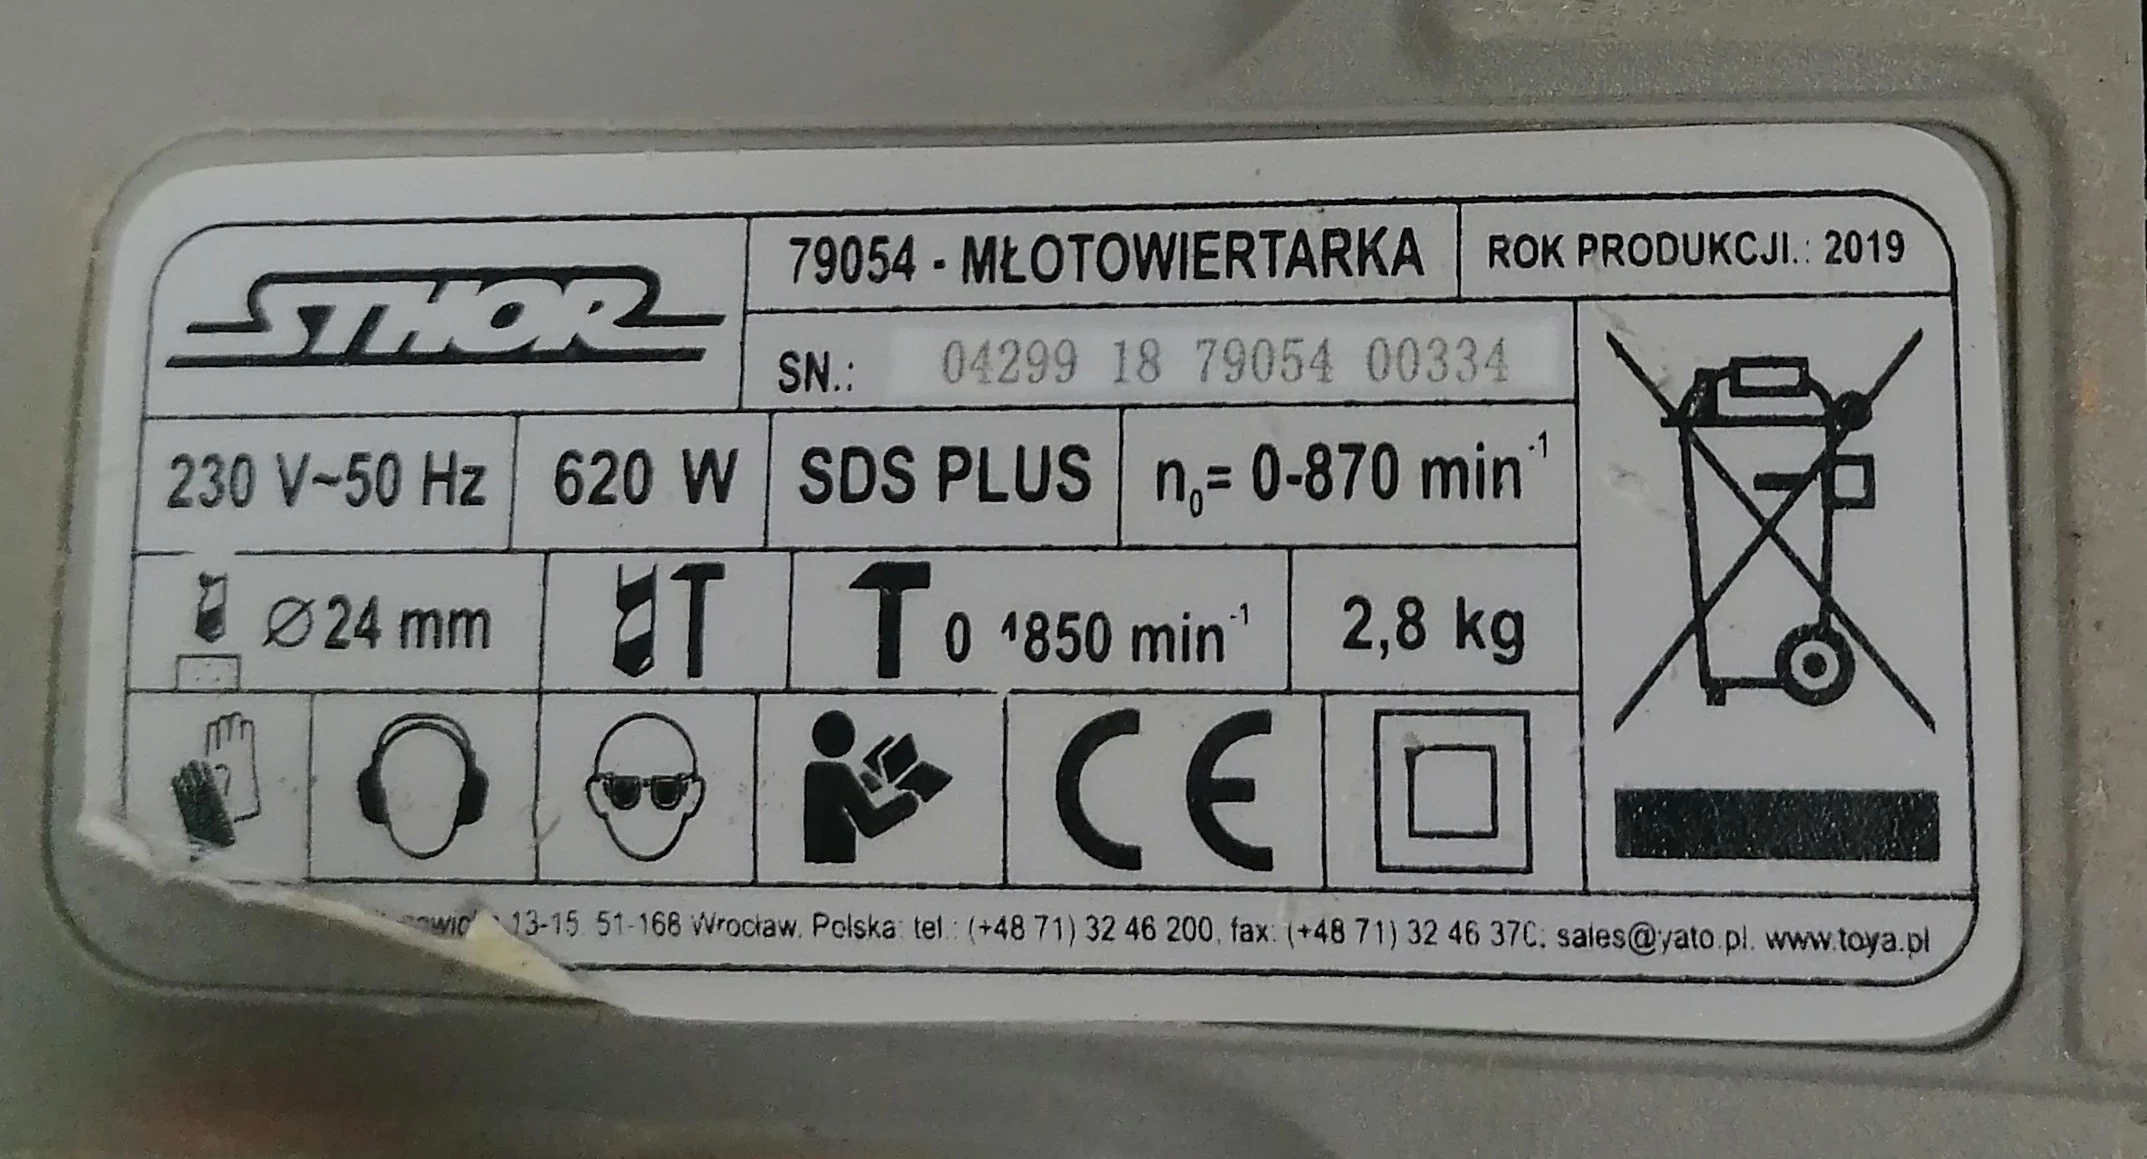 STHOR
79054 - MŁOTOWIERTARKA
ROK PRODUKCJI.: 2019
SN.: 04299 18 79054 00334
230 V~50 Hz 620 W SDS PLUS n₀= 0-870 min⁻¹
Ø24 mm 0 4850 min⁻¹ 2,8 kg
CE
13-15 51-168 Wrocław. Polska tel.: (+48 71) 32 46 200, fax: (+48 71) 32 46 370; sales@yato.pl. www.toya.pl